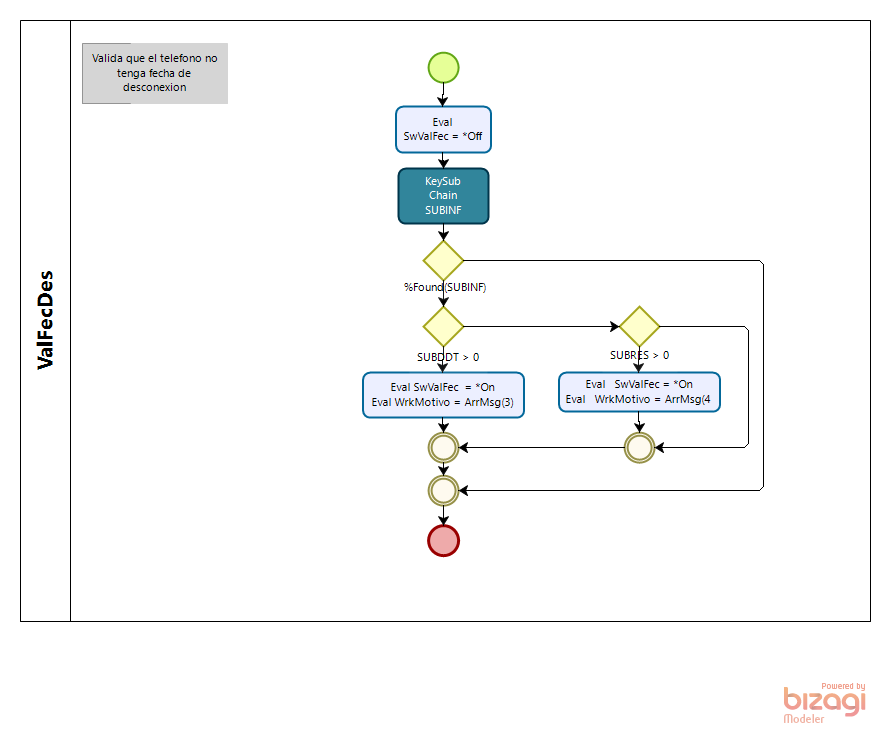 ValFecDes
Valida que el telefono no
tenga fecha de
desconexion
Eval
SwValFec = *Off
KeySub
Chain
SUBINF
%Found(SUBINF)
SUBDDT > 0
SUBRES > 0
Eval SwValFec = *On
Eval WrkMotivo = ArrMsg(3)
Eval SwValFec = *On
Eval WrkMotivo = ArrMsg(4
Powered by
bizagi
Modeler